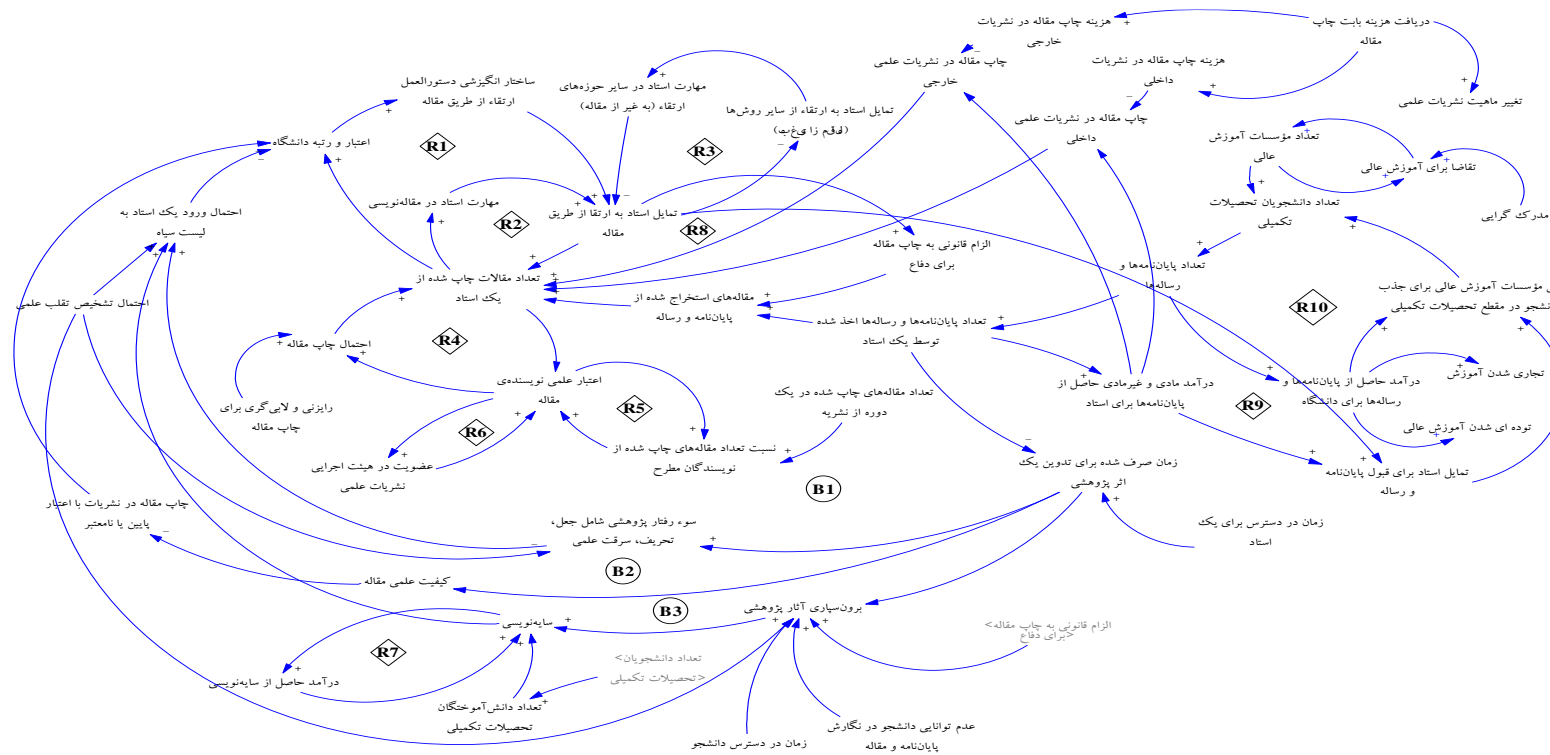 دریافت هزینه بابت چاپ
مقاله
هزینه چاپ مقاله در نشریات
خارجی
تغییر ماهیت نشریات علمی
هزینه چاپ مقاله در نشریات
داخلی
چاپ مقاله در نشریات علمی
خارجی
چاپ مقاله در نشریات علمی
داخلی
مهارت استاد در سایر حوزه‌های
ارتقاء (به غیر از مقاله)
تمایل استاد به ارتقاء از سایر روش‌ها
ساختار انگیزشی دستورالعمل
ارتقاء از طریق مقاله
اعتبار و رتبه دانشگاه
R1
R3
تعداد مؤسسات آموزش
عالی
تقاضا برای آموزش عالی
مدرک گرایی
تعداد دانشجویان تحصیلات
تکمیلی
مهارت استاد در مقاله‌نویسی
R2
تمایل استاد به ارتقا از طریق
مقاله
R8
احتمال ورود یک استاد به
لیست سیاه
الزام قانونی به چاپ مقاله
برای دفاع
تعداد پایان‌نامه‌ها و
رساله‌ها
تعداد مقالات چاپ شده از
یک استاد
احتمال تشخیص تقلب علمی
مقاله‌های استخراج شده از
پایان‌نامه و رساله
مؤسسات آموزش عالی برای جذب
دانشجو در مقطع تحصیلات تکمیلی
R10
تعداد پایان‌نامه‌ها و رساله‌ها اخذ شده
توسط یک استاد
احتمال چاپ مقاله
R4
اعتبار علمی نویسنده‌ی
مقاله
درآمد مادی و غیرمادی حاصل از
پایان‌نامه‌ها برای استاد
درآمد حاصل از پایان‌نامه‌ها و
رساله‌ها برای دانشگاه
تجاری شدن آموزش
رایزنی و لابی‌گری برای
چاپ مقاله
R5
R6
R9
تعداد مقاله‌های چاپ شده در یک
دوره از نشریه
توده ای شدن آموزش عالی
نسبت تعداد مقاله‌های چاپ شده از
نویسندگان مطرح
عضویت در هیئت اجرایی
نشریات علمی
زمان صرف شده برای تدوین یک
اثر پژوهشی
تمایل استاد برای قبول پایان‌نامه
و رساله
B1
چاپ مقاله در نشریات با اعتبار
پایین یا نامعتبر
سوء رفتار پژوهشی شامل جعل،
تحریف، سرقت علمی
زمان در دسترس برای یک
استاد
B2
کیفیت علمی مقاله
B3
برون‌سپاری آثار پژوهشی
سایه‌نویسی
<الزام قانونی به چاپ مقاله
برای دفاع>
R7
درآمد حاصل از سایه‌نویسی
<تعداد دانشجویان
تحصیلات تکمیلی>
تعداد دانش‌آموختگان
تحصیلات تکمیلی
زمان در دسترس دانشجو
عدم توانایی دانشجو در نگارش
پایان‌نامه و مقاله